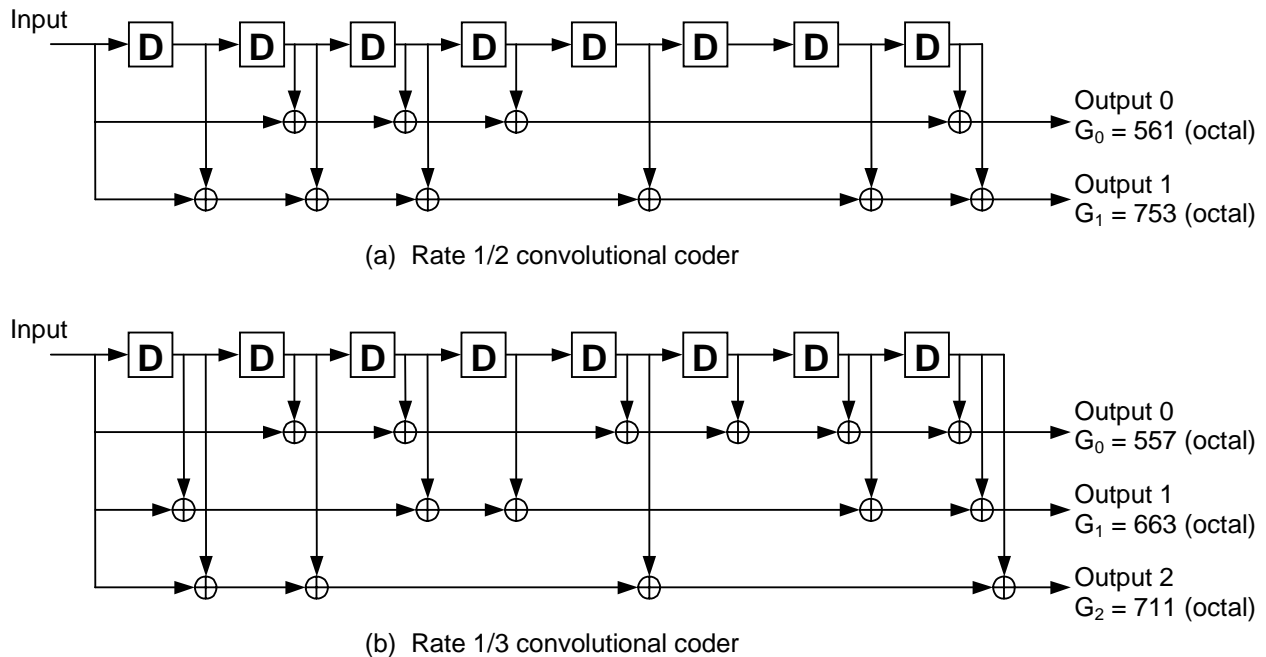 Input
D D D D D D D D
Output 0
G₀ = 561 (octal)
Output 1
G₁ = 753 (octal)
(a) Rate 1/2 convolutional coder
Input
D D D D D D D D
Output 0
G₀ = 557 (octal)
Output 1
G₁ = 663 (octal)
Output 2
G₂ = 711 (octal)
(b) Rate 1/3 convolutional coder